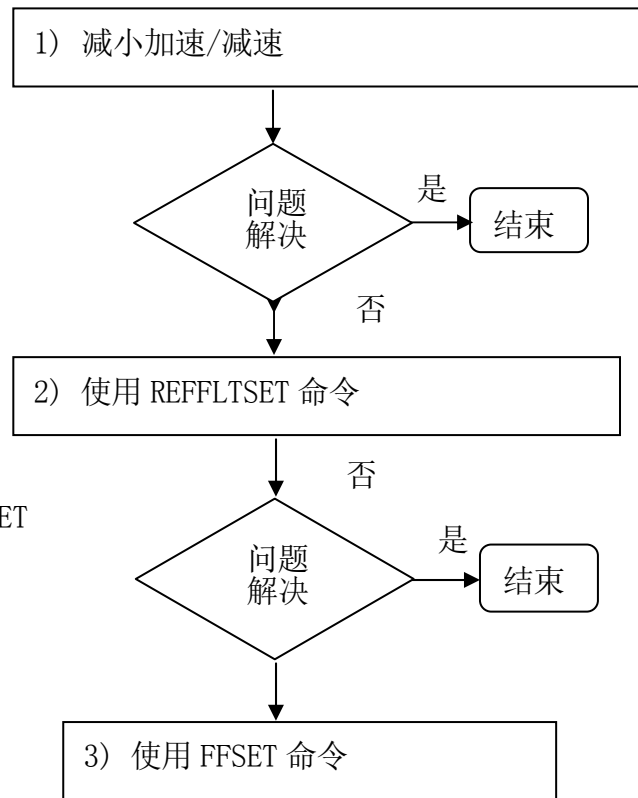 1) 减小加速/减速
问题
解决
是
结束
否
2) 使用 REFFLTSET 命令
否
ET
问题
解决
是
结束
3) 使用 FFSET 命令